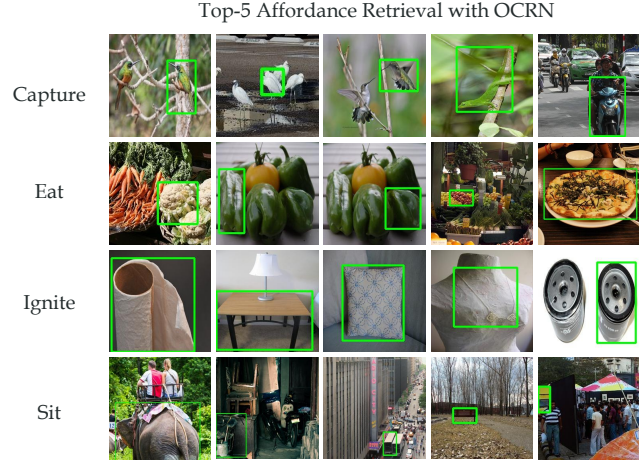 Top-5 Affordance Retrieval with OCRN
Capture
Eat
Ignite
Sit